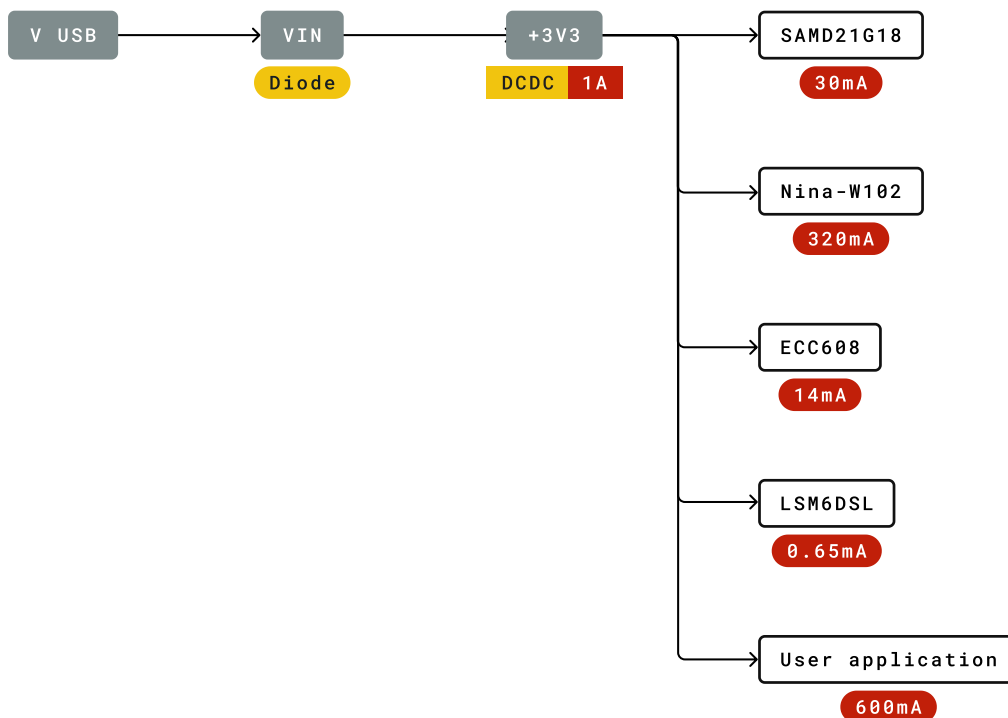 V USB
VIN
+3V3
SAMD21G18
Diode
DCDC
1A
30mA
Nina-W102
320mA
ECC608
14mA
LSM6DSL
0.65mA
User application
600mA